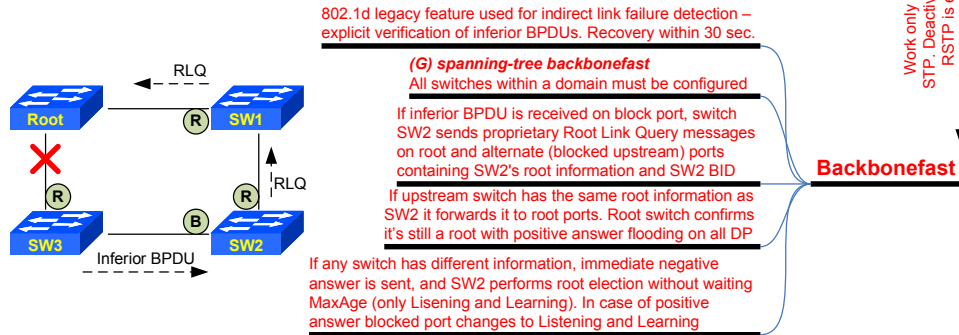 802.1d legacy feature used for indirect link failure detection –
explicit verification of inferior BPDUs. Recovery within 30 sec.
(G) spanning-tree backbonefast
All switches within a domain must be configured
If inferior BPDU is received on block port, switch
SW2 sends proprietary Root Link Query messages
on root and alternate (blocked upstream) ports
containing SW2's root information and SW2 BID
If upstream switch has the same root information as
SW2 it forwards it to root ports. Root switch confirms
it's still a root with positive answer flooding on all DP
If any switch has different information, immediate negative
answer is sent, and SW2 performs root election without waiting
MaxAge (only Lisening and Learning). In case of positive
answer blocked port changes to Listening and Learning
Backbonefast
Work only
STP. Deactiv
RSTP is e
RLQ
Root
SW1
R
RLQ
R
R
B
SW3
SW2
Inferior BPDU